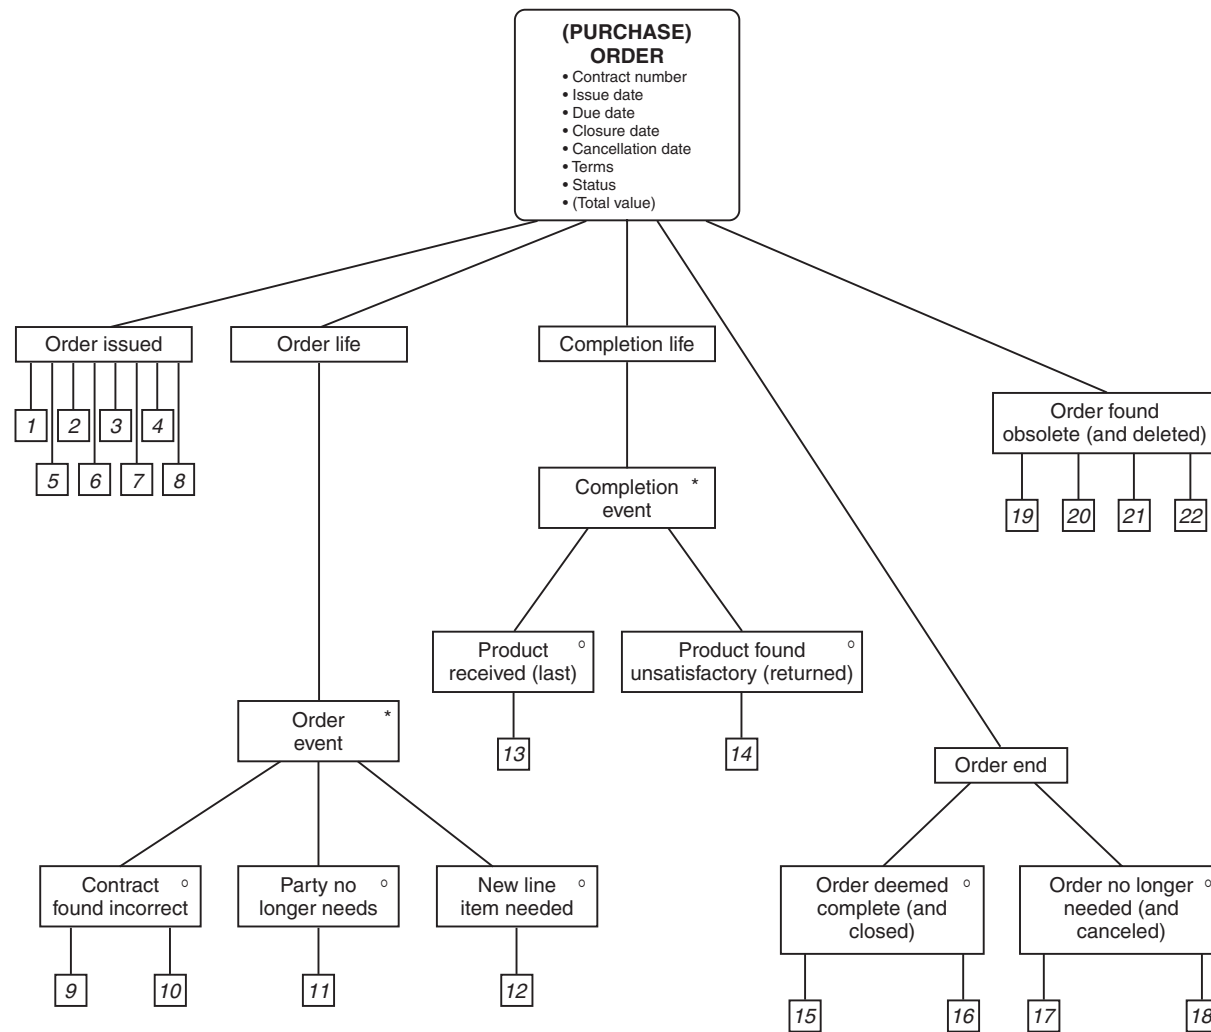 (PURCHASE)
ORDER
• Contract number
• Issue date
• Due date
• Closure date
• Cancellation date
• Terms
• Status
• (Total value)
Order issued
Order life
Completion life
Order found
obsolete (and deleted)
1
2
3
4
5
6
7
8
19
20
21
22
Completion *
event
Product o
received (last)
Product found o
unsatisfactory (returned)
13
14
Order *
event
Order end
Contract o
found incorrect
Party no o
longer needs
New line o
item needed
Order deemed o
complete (and
closed)
Order no longer o
needed (and
canceled)
9
10
11
12
15
16
17
18